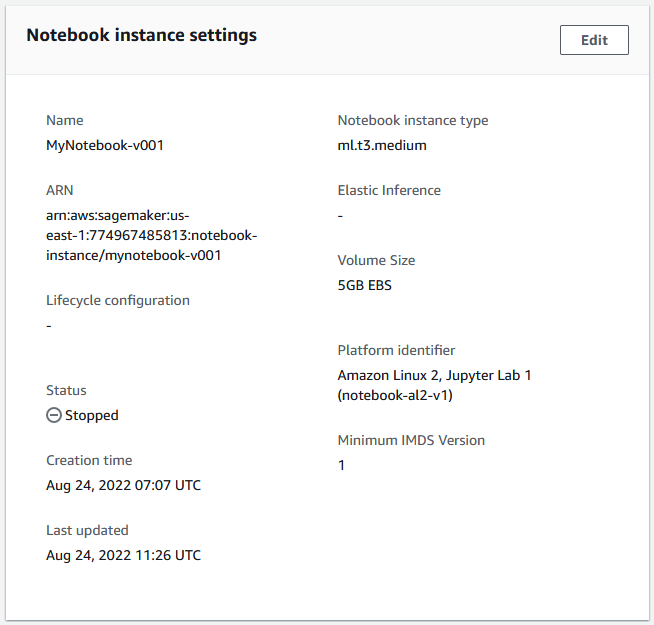 Notebook instance settings
Edit
Name
MyNotebook-v001
ARN
arn:aws:sagemaker:us-
east-1:774967485813:notebook-
instance/mynotebook-v001
Lifecycle configuration
-
Status
Stopped
Creation time
Aug 24, 2022 07:07 UTC
Last updated
Aug 24, 2022 11:26 UTC
Notebook instance type
ml.t3.medium
Elastic Inference
-
Volume Size
5GB EBS
Platform identifier
Amazon Linux 2, Jupyter Lab 1
(notebook-al2-v1)
Minimum IMDS Version
1